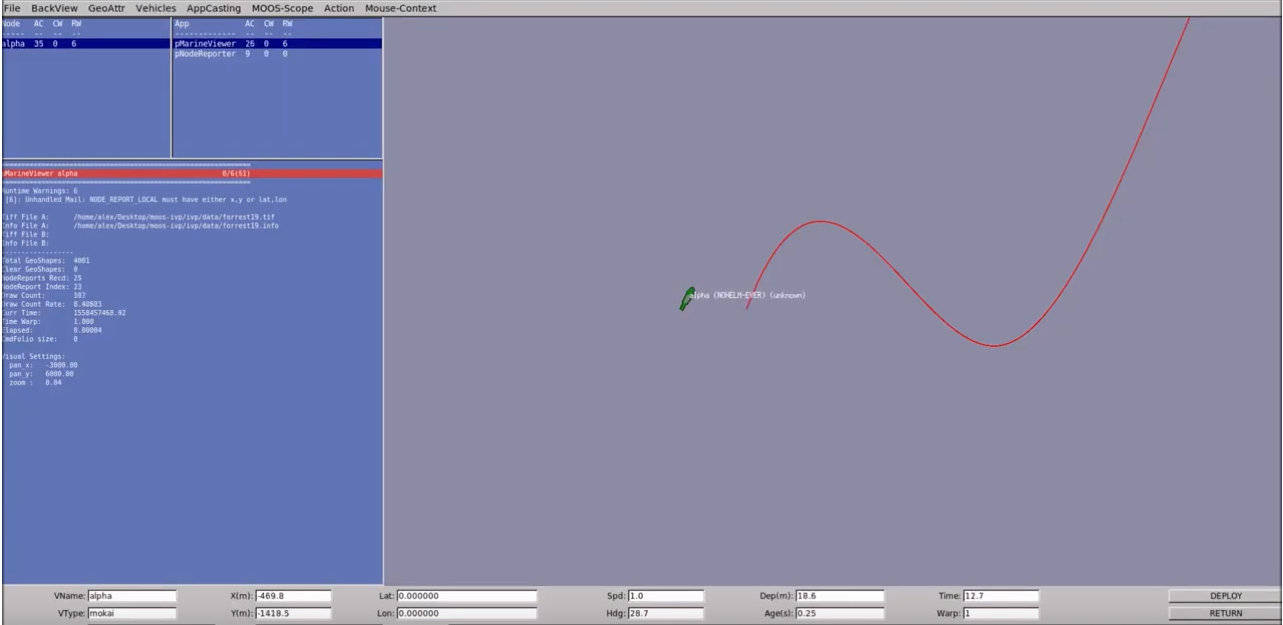 File BackView GeoAttr Vehicles AppCasting MOOS-Scope Action Mouse-Context
Node AC CW RW
----- -- -- --
alpha 35 0 6
App AC CW RW
------------- -- -- --
pMarineViewer 26 0 6
pNodeReporter 9 0 0
pMarineViewer alpha 0/6(51)
Runtime Warnings: 6
[6]: Unhandled Mail: NODE_REPORT_LOCAL must have either x,y or lat,lon
Tiff File A: /home/alex/Desktop/moos-ivp/ivp/data/forrest19.tif
Info File A: /home/alex/Desktop/moos-ivp/ivp/data/forrest19.info
Tiff File B:
Info File B:
------------------
Total GeoShapes: 4001
Clear GeoShapes: 0
NodeReports Recd: 25
NodeReport Index: 23
Draw Count: 107
Draw Count Rate: 8.40603
Curr Time: 1558457468.92
Time Warp: 1.000
Elapsed: 0.00004
CmdFolio size: 0
Visual Settings:
pan_x: -3000.00
pan_y: 6000.00
zoom : 0.04
alpha (NOHELM-EVER) (unknown)
VName: alpha X(m): -469.8 Lat: 0.000000 Spd: 1.0 Dep(m): 18.6 Time: 12.7 DEPLOY
VType: mokai Y(m): -1418.5 Lon: 0.000000 Hdg: 28.7 Age(s): 0.25 Warp: 1 RETURN